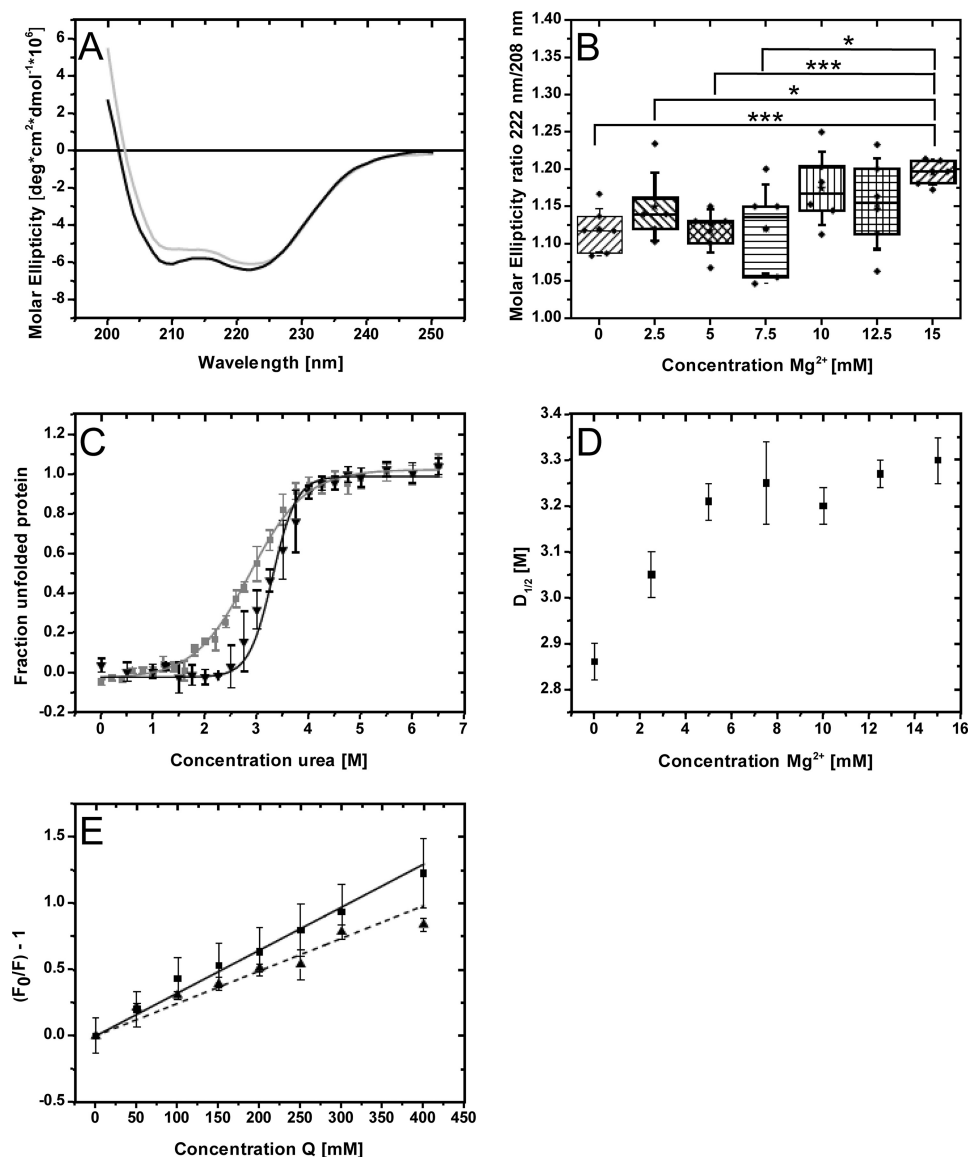 A
Molar Ellipticity [deg*cm²*dmol⁻¹*10⁶]
6
4
2
0
-2
-4
-6
-8
200 210 220 230 240 250
Wavelength [nm]
B
Molar Ellipticity ratio 222 nm/208 nm
1.40
1.35
1.30
1.25
1.20
1.15
1.10
1.05
1.00
*
***
*
***
0 2.5 5 7.5 10 12.5 15
Concentration Mg²⁺ [mM]
C
Fraction unfolded protein
1.2
1.0
0.8
0.6
0.4
0.2
0.0
-0.2
0 1 2 3 4 5 6 7
Concentration urea [M]
D
D1/2 [M]
3.4
3.3
3.2
3.1
3.0
2.9
2.8
0 2 4 6 8 10 12 14 16
Concentration Mg²⁺ [mM]
E
(F0/F) - 1
1.5
1.0
0.5
0.0
-0.5
0 50 100 150 200 250 300 350 400 450
Concentration Q [mM]